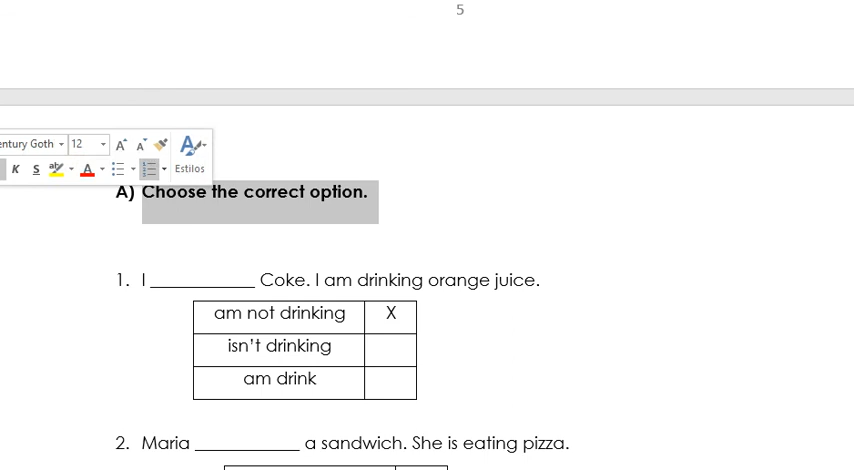 5
entury Goth 12 A A A
K S ab A Estilos
A) Choose the correct option.
1. I ___________ Coke. I am drinking orange juice.
am not drinking X
isn't drinking
am drink
2. Maria ___________ a sandwich. She is eating pizza.